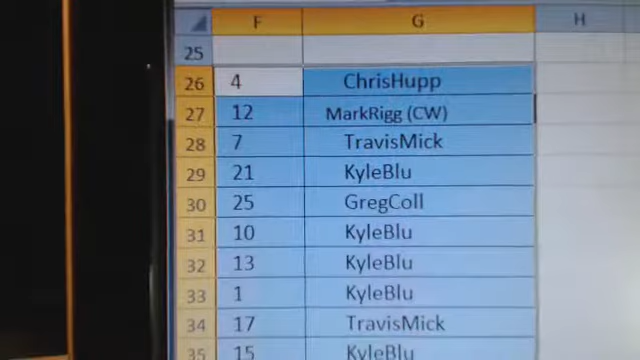 F G H
25
26 4 ChrisHupp
27 12 MarkRigg (CW)
28 7 TravisMick
29 21 KyleBlu
30 25 GregColl
31 10 KyleBlu
32 13 KyleBlu
33 1 KyleBlu
34 17 TravisMick
35 15 KyleBlu